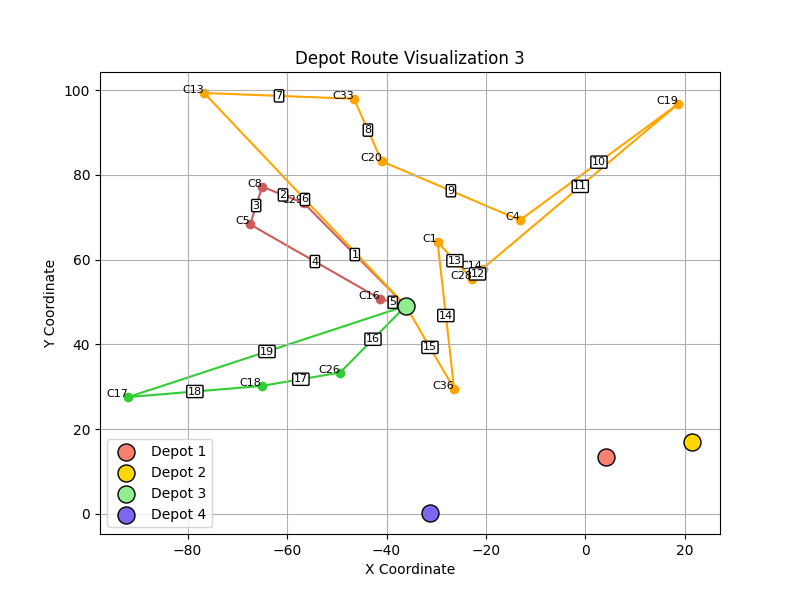 Depot Route Visualization 3
Y Coordinate
100
80
60
40
20
0
−80
−60
−40
−20
0
20
X Coordinate
C13
7
C33
C19
8
C20
10
C8
2
6
11
9
3
C4
C5
C1
1
4
13
C14
12
C28
C16
5
14
16
15
19
C26
17
C18
C36
18
C17
Depot 1
Depot 2
Depot 3
Depot 4